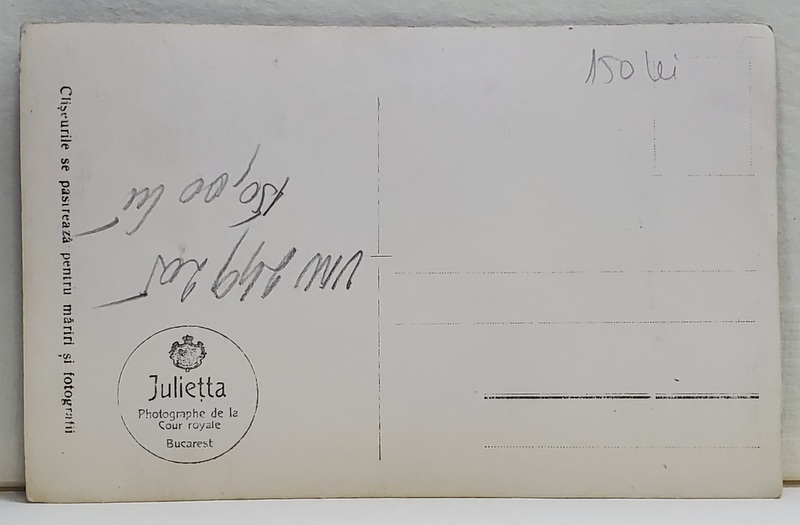 150 lei
Clișeurile se pastrează pentru măriri și fotografii
150,00 lei
Julietta
Photographe de la
Cour royale
Bucarest